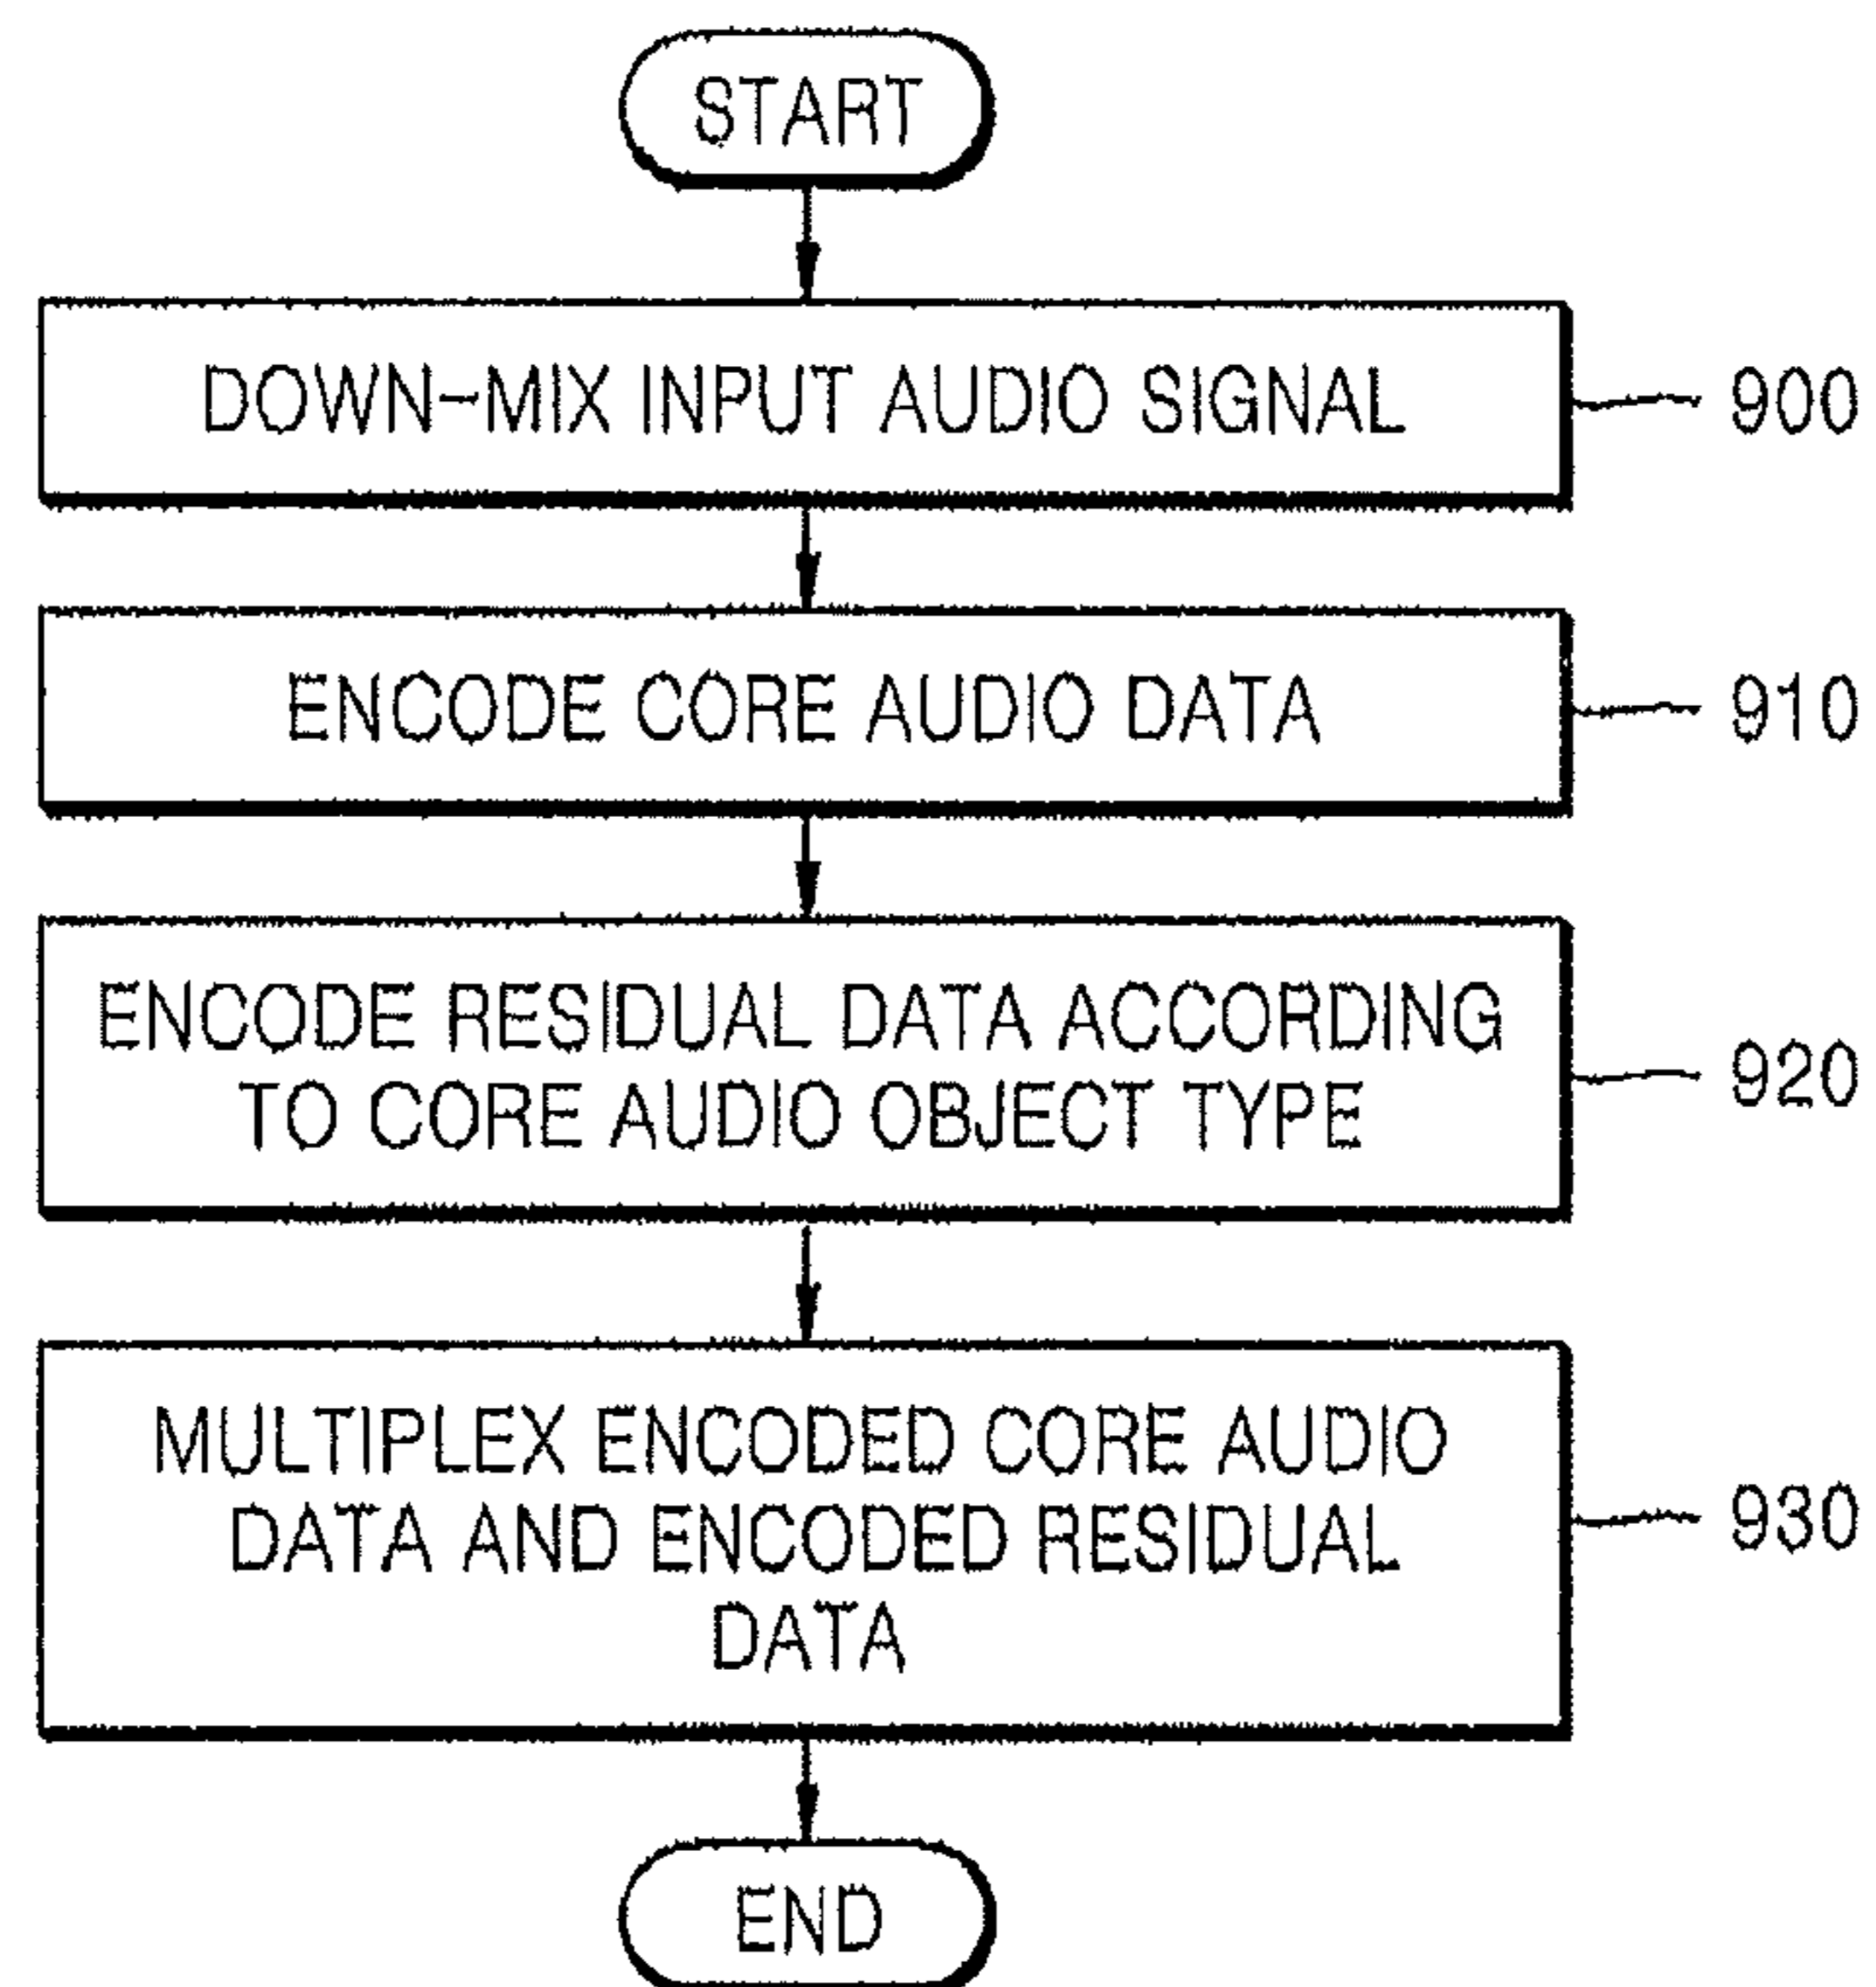 START
DOWN-MIX INPUT AUDIO SIGNAL
900
ENCODE CORE AUDIO DATA
910
ENCODE RESIDUAL DATA ACCORDING
TO CORE AUDIO OBJECT TYPE
920
MULTIPLEX ENCODED CORE AUDIO
DATA AND ENCODED RESIDUAL
DATA
930
END